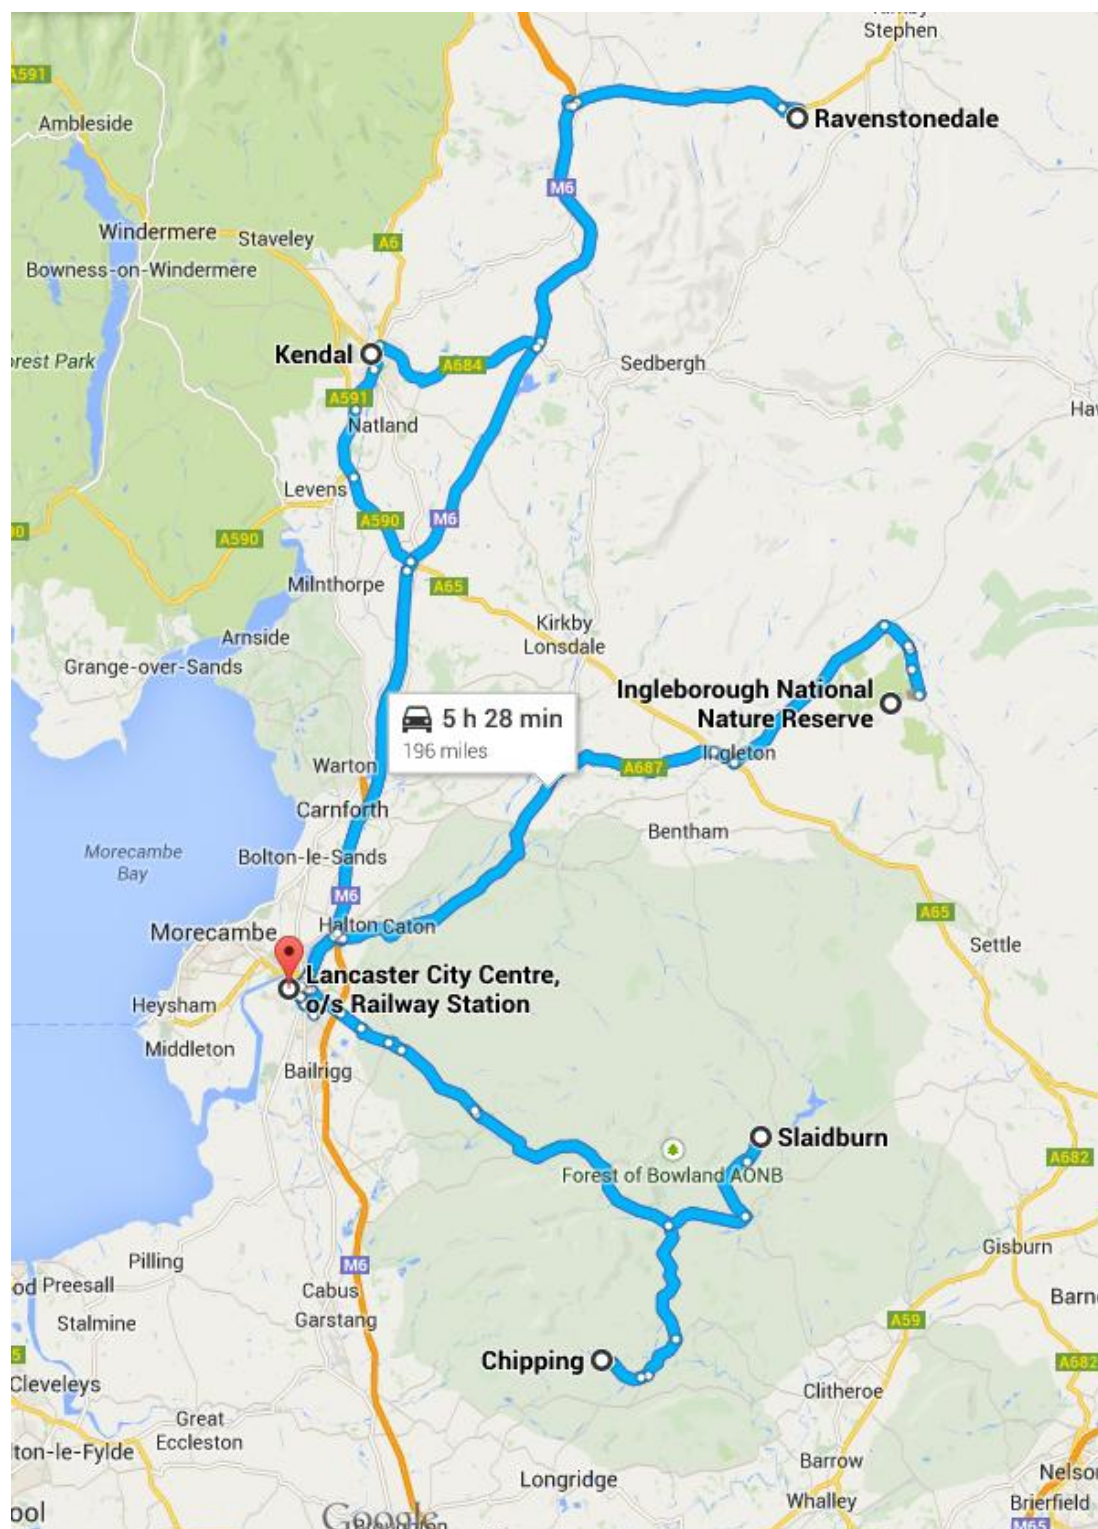 Stephen
A591
Ambleside
Ravenstonedale
M6
Windermere
Staveley
A6
Bowness-on-Windermere
Kendal
rest Park
A684
Sedbergh
A591
Natland
Levens
M6
A590
A590
Milnthorpe
A65
Kirkby
Lonsdale
Arnside
Grange-over-Sands
Ingleborough National
Nature Reserve
5 h 28 min
196 miles
Warton
A687
Ingleton
Carnforth
Bentham
Morecambe
Bay
Bolton-le-Sands
M6
A65
Halton
Caton
Morecambe
Settle
Lancaster City Centre,
o/s Railway Station
Heysham
Middleton
Bailrigg
Slaidburn
A682
Forest of Bowland AONB
Pilling
Gisburn
M6
Preesall
Cabus
Garstang
Stalmine
A59
Chipping
A682
Cleveleys
Clitheroe
Great
Eccleston
lton-le-Fylde
Barrow
Longridge
Nelso
Whalley
Brierfield
ool
Google
M65